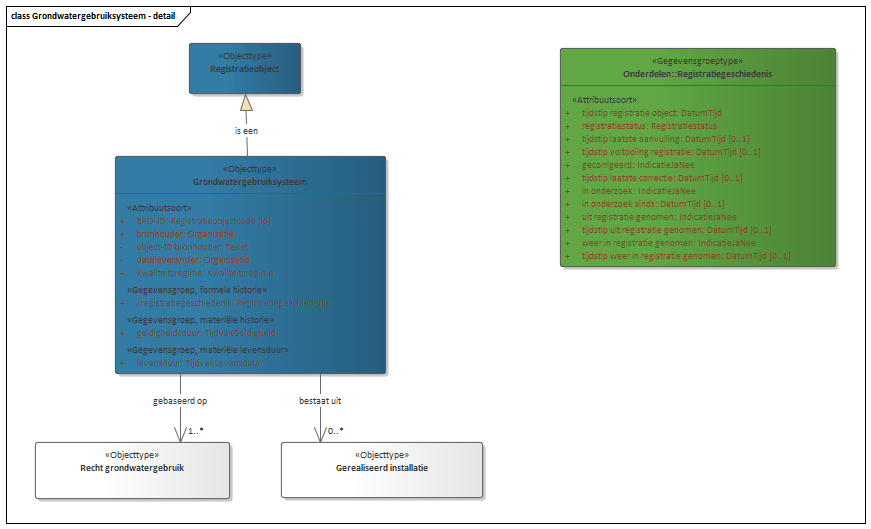 class Grondwatergebruiksysteem - detail
«Objecttype»
Registratieobject
is een
«Objecttype»
Grondwatergebruiksysteem
«Attribuutsoort»
+ BRO-ID: Registratieobjectcode {id}
+ bronhouder: Organisatie
- object-ID bronhouder: Tekst
- dataleverancier: Organisatie
+ Kwaliteitsregime: Kwaliteitsregime
«Gegevensgroep, formele historie»
+ /registratiegeschiedenis: Registratiegeschiedenis
«Gegevensgroep, materiële historie»
+ geldigheidsduur: TijdvakGeldigheid
«Gegevensgroep, materiële levensduur»
+ levensduur: TijdvakLevensduur
gebaseerd op
bestaat uit
1..*
0..*
«Objecttype»
Recht grondwatergebruik
«Objecttype»
Gerealiseerd installatie
«Gegevensgroeptype»
Onderdelen::Registratiegeschiedenis
«Attribuutsoort»
+ tijdstip registratie object: DatumTijd
+ registratiestatus: Registratiestatus
+ tijdstip laatste aanvulling: DatumTijd [0..1]
+ tijdstip voltooiing registratie: DatumTijd [0..1]
+ gecorrigeerd: IndicatieJaNee
+ tijdstip laatste correctie: DatumTijd [0..1]
+ in onderzoek: IndicatieJaNee
+ in onderzoek sinds: DatumTijd [0..1]
+ uit registratie genomen: IndicatieJaNee
+ tijdstip uit registratie genomen: DatumTijd [0..1]
+ weer in registratie genomen: IndicatieJaNee
+ tijdstip weer in registratie genomen: DatumTijd [0..1]